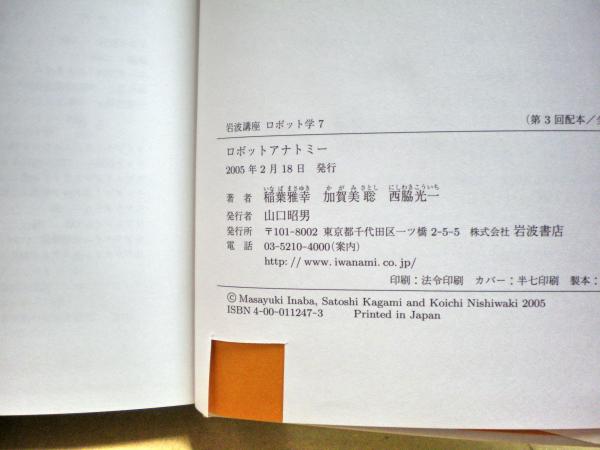 岩波講座 ロボット学 7
(第3回配本/
ロボットアナトミー
2005年2月18日 発行
いなば まさゆき かがみ さとし にしわき こういち
著者 稲葉雅幸 加賀美 聡 西脇光一
発行者 山口昭男
発行所 〒101-8002 東京都千代田区一ツ橋 2-5-5 株式会社 岩波書店
電話 03-5210-4000(案内)
http://www.iwanami.co.jp/
印刷:法令印刷 カバー:半七印刷 製本:
© Masayuki Inaba, Satoshi Kagami and Koichi Nishiwaki 2005
ISBN 4-00-011247-3 Printed in Japan